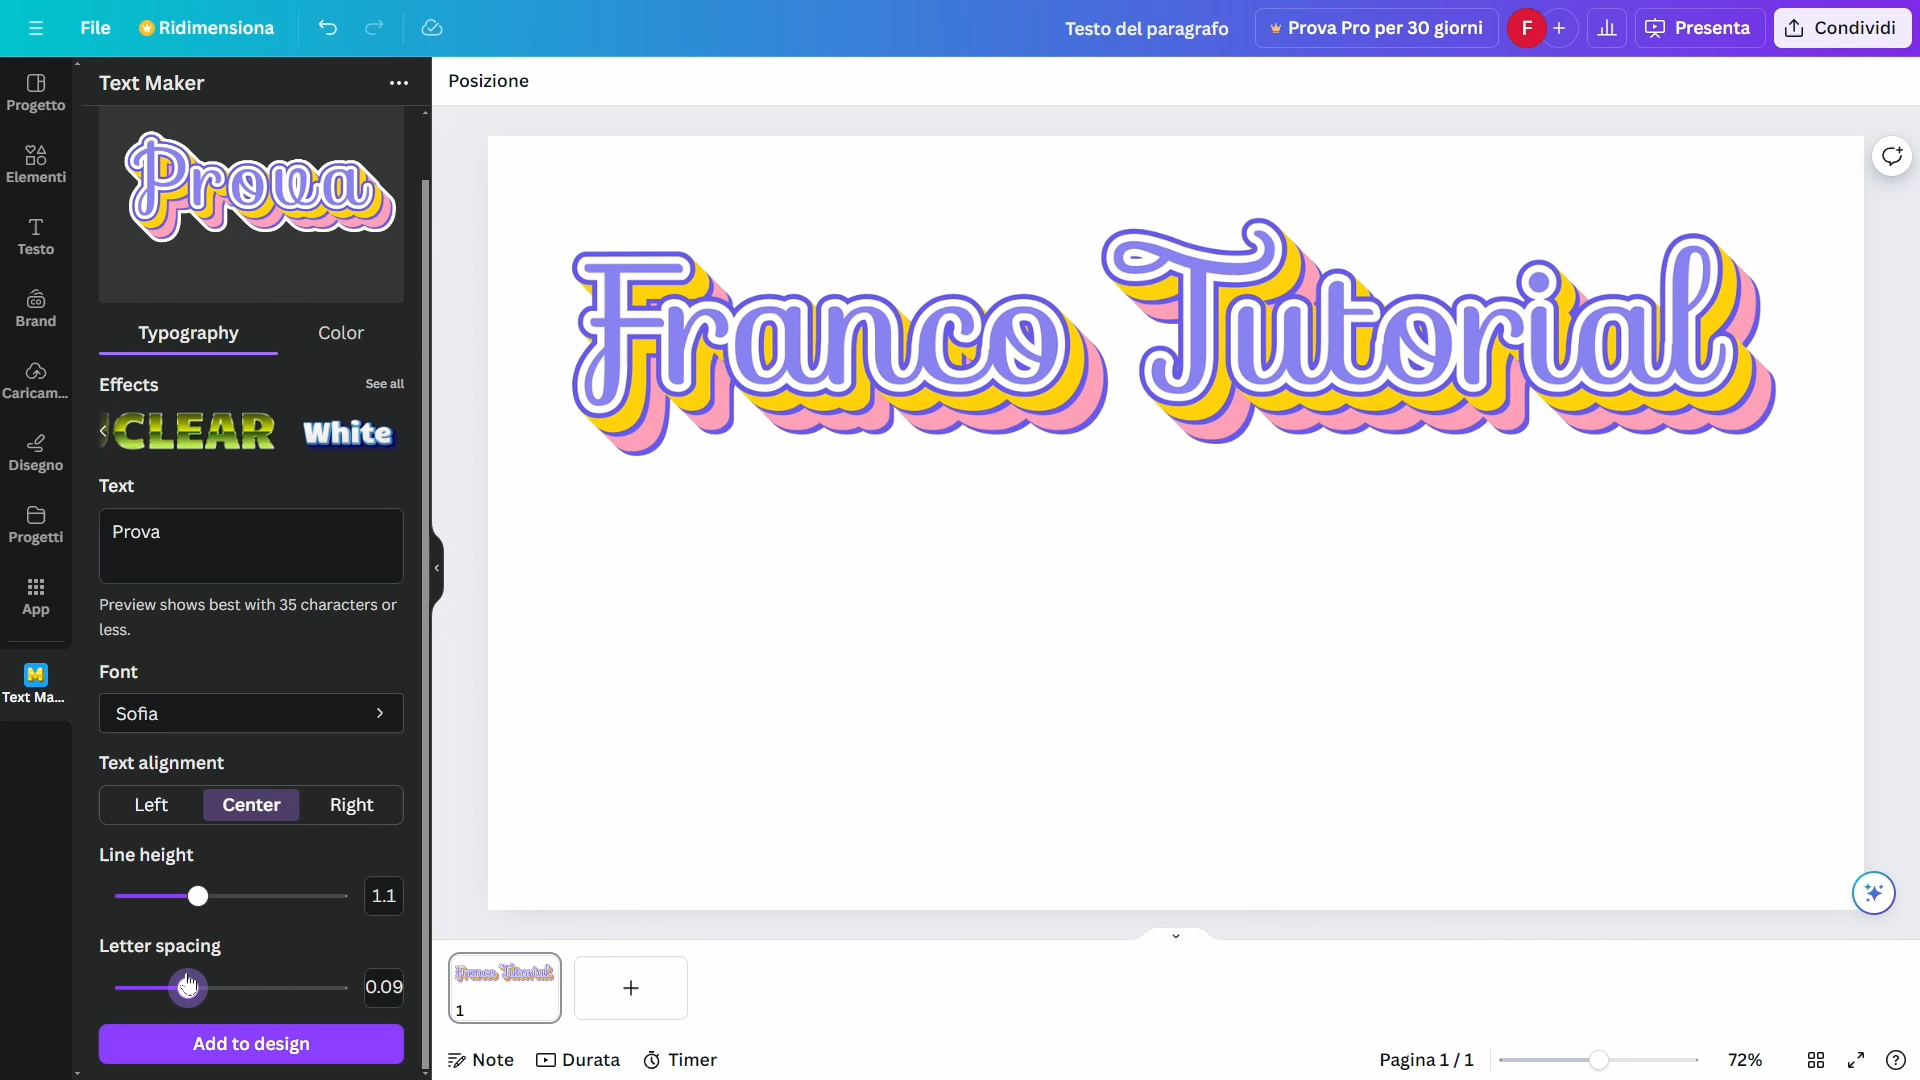 File
Ridimensiona
Testo del paragrafo
Prova Pro per 30 giorni
F
+
Presenta
Condividi
Progetto
Elementi
Testo
Brand
Caricam...
Disegno
Progetti
App
Text Ma...
Text Maker
...
Prova
Typography
Color
Effects
See all
CLEAR
White
Text
Prova
Preview shows best with 35 characters or
less.
Font
Sofia
Text alignment
Left
Center
Right
Line height
1.1
Letter spacing
0.09
Add to design
Posizione
Franco Tutorial
Franco Tutorial
1
+
Note
Durata
Timer
Pagina 1 / 1
72%